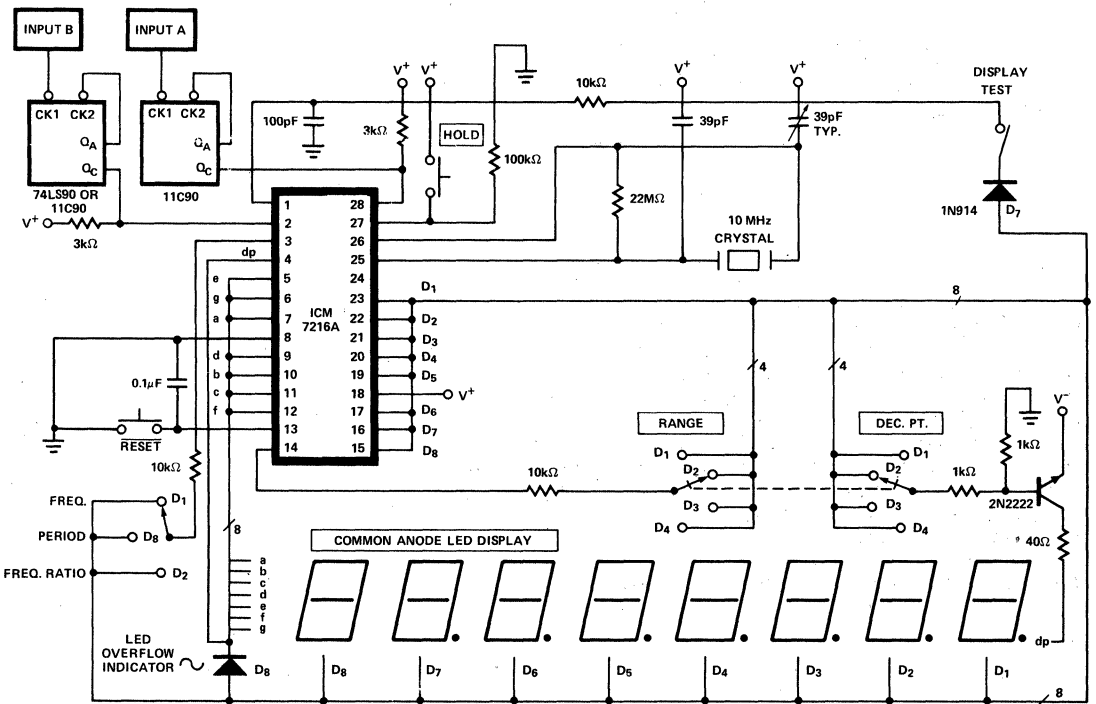 INPUT B
INPUT A
CK1 CK2
QA
QC
74LS90 OR
11C90
CK1 CK2
QA
QC
11C90
V+
3kΩ
100pF
3kΩ
V+
V+
HOLD
100kΩ
10kΩ
V+
39pF
V+
39pF
TYP.
DISPLAY
TEST
1N914
D7
22MΩ
10 MHz
CRYSTAL
ICM
7216A
1
2
3
4
5
6
7
8
9
10
11
12
13
14
28
27
26
25
24
23
22
21
20
19
18
17
16
15
dp
e
g
a
d
b
c
f
D1
D2
D3
D4
D5
V+
D6
D7
D8
8
4
4
0.1µF
RESET
10kΩ
FREQ.
D1
PERIOD
D8
FREQ. RATIO
D2
8
a
b
c
d
e
f
g
LED
OVERFLOW
INDICATOR
D8
10kΩ
RANGE
D1
D2
D3
D4
DEC. PT.
D1
D2
D3
D4
1kΩ
1kΩ
V-
2N2222
40Ω
COMMON ANODE LED DISPLAY
dp
D8
D7
D6
D5
D4
D3
D2
D1
8